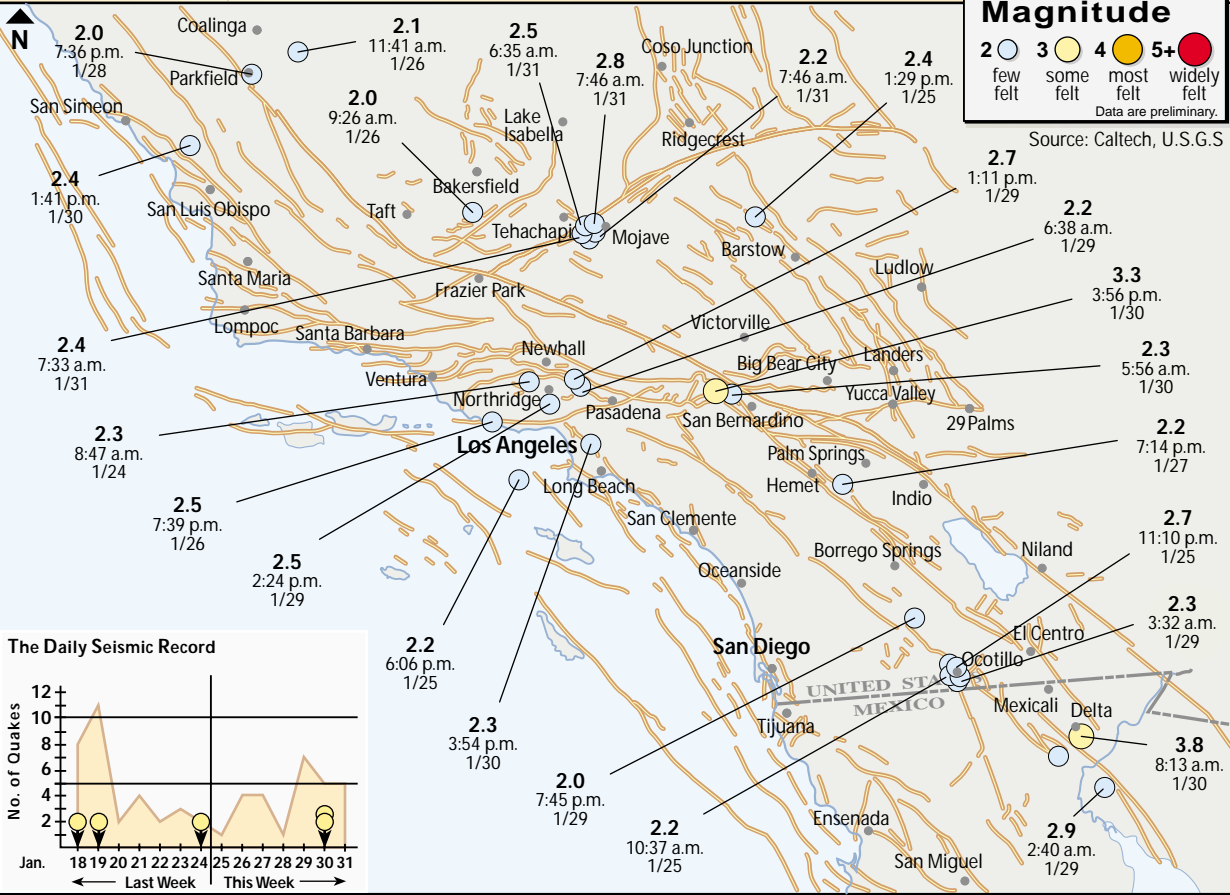 N
Magnitude
2 3 4 5+
few felt
some felt
most felt
widely felt
Data are preliminary.
Source: Caltech, U.S.G.S
2.0
7:36 p.m.
1/28
2.1
11:41 a.m.
1/26
2.5
6:35 a.m.
1/31
2.8
7:46 a.m.
1/31
2.2
7:46 a.m.
1/31
2.4
1:29 p.m.
1/25
2.0
9:26 a.m.
1/26
2.7
1:11 p.m.
1/29
2.4
1:41 p.m.
1/30
2.2
6:38 a.m.
1/29
3.3
3:56 p.m.
1/30
2.4
7:33 a.m.
1/31
2.3
5:56 a.m.
1/30
2.3
8:47 a.m.
1/24
2.2
7:14 p.m.
1/27
2.5
7:39 p.m.
1/26
2.7
11:10 p.m.
1/25
2.5
2:24 p.m.
1/29
2.3
3:32 a.m.
1/29
2.2
6:06 p.m.
1/25
2.3
3:54 p.m.
1/30
3.8
8:13 a.m.
1/30
2.0
7:45 p.m.
1/29
2.2
10:37 a.m.
1/25
2.9
2:40 a.m.
1/29
Coalinga
Parkfield
San Simeon
Coso Junction
Lake
Isabella
Ridgecrest
Bakersfield
San Luis Obispo
Taft
Tehachapi
Mojave
Barstow
Ludlow
Santa Maria
Frazier Park
Lompoc
Santa Barbara
Victorville
Newhall
Big Bear City
Landers
Ventura
Northridge
Pasadena
San Bernardino
Yucca Valley
29 Palms
Los Angeles
Palm Springs
Hemet
Indio
Long Beach
San Clemente
Borrego Springs
Niland
Oceanside
El Centro
San Diego
Ocotillo
UNITED STA
MEXICO
Mexicali
Delta
Tijuana
Ensenada
San Miguel
The Daily Seismic Record
No. of Quakes
12
10
8
6
4
2
Jan. 18 19 20 21 22 23 24 25 26 27 28 29 30 31
Last Week This Week